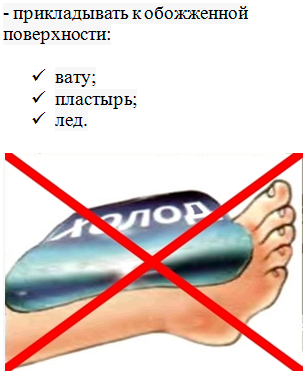 - прикладывать к обожженной
поверхности:
✓ вату;
✓ пластырь;
✓ лед.
холод